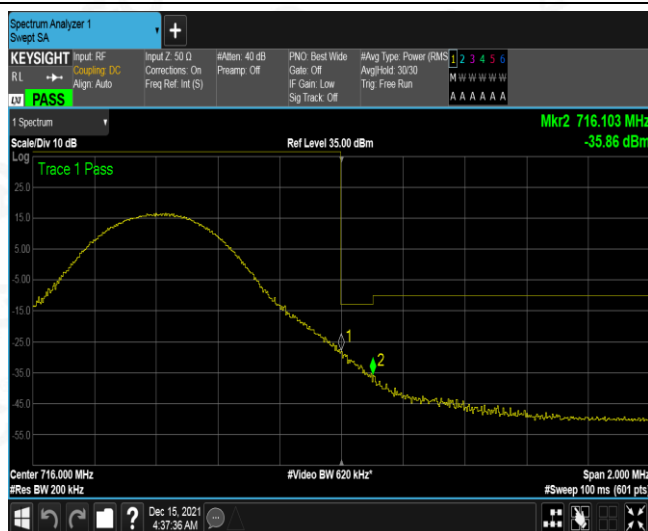 Spectrum Analyzer 1
Swept SA
+
KEYSIGHT
RL
LXI PASS
Input: RF
Coupling: DC
Align: Auto
Input Z: 50 Ω
Corrections: On
Freq Ref: Int (S)
#Atten: 40 dB
Preamp: Off
PNO: Best Wide
Gate: Off
IF Gain: Low
Sig Track: Off
#Avg Type: Power (RMS
Avg|Hold: 30/30
Trig: Free Run
1 2 3 4 5 6
M W W W W W
A A A A A A
1 Spectrum
Scale/Div 10 dB
Ref Level 35.00 dBm
Mkr2 716.103 MHz
-35.86 dBm
Log
Trace 1 Pass
25.0
15.0
5.00
-5.00
-15.0
-25.0
-35.0
-45.0
-55.0
1
2
Center 716.000 MHz
#Res BW 200 kHz
#Video BW 620 kHz*
Span 2.000 MHz
#Sweep 100 ms (601 pts)
?
Dec 15, 2021
4:37:36 AM